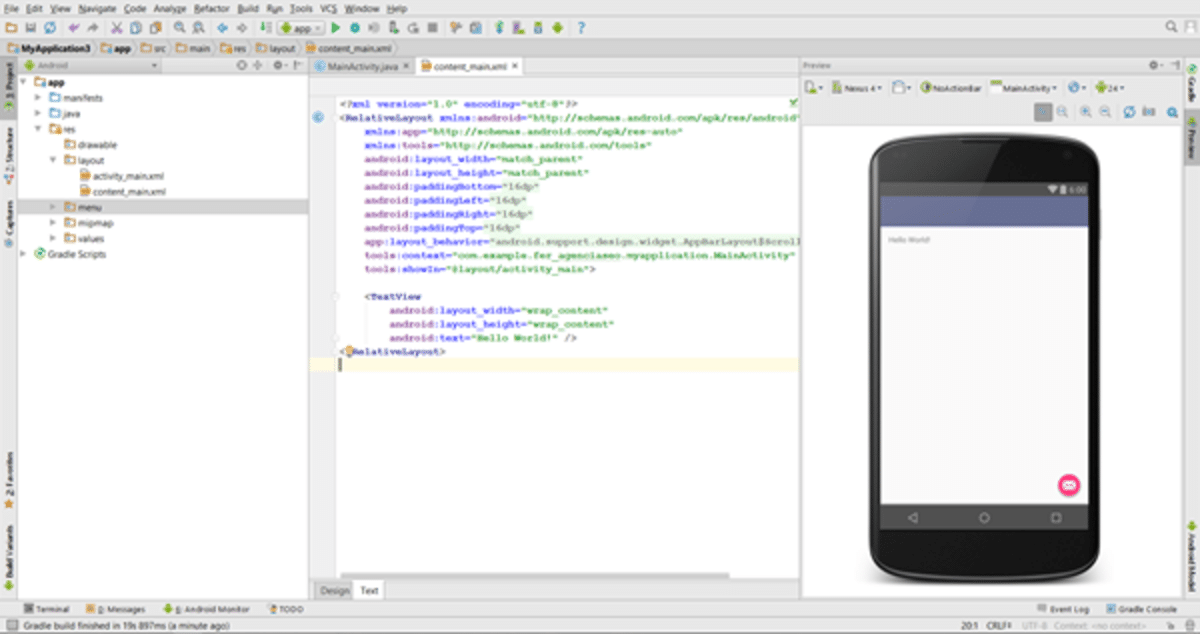 File Edit View Navigate Code Analyze Refactor Build Run Tools VCS Window Help
app
MyApplication3 app src main res layout content_main.xml
Android
MainActivity.java content_main.xml
Preview
1: Project
2: Structure
Captures
2: Favorites
Build Variants
app
manifests
java
res
drawable
layout
activity_main.xml
content_main.xml
menu
mipmap
values
Gradle Scripts
<?xml version="1.0" encoding="utf-8"?>
<RelativeLayout xmlns:android="http://schemas.android.com/apk/res/android"
xmlns:app="http://schemas.android.com/apk/res-auto"
xmlns:tools="http://schemas.android.com/tools"
android:layout_width="match_parent"
android:layout_height="match_parent"
android:paddingBottom="16dp"
android:paddingLeft="16dp"
android:paddingRight="16dp"
android:paddingTop="16dp"
app:layout_behavior="android.support.design.widget.AppBarLayout$Scroll
tools:context="com.example.fer_agenciaseo.myapplication.MainActivity"
tools:showIn="@layout/activity_main">
<TextView
android:layout_width="wrap_content"
android:layout_height="wrap_content"
android:text="Hello World!" />
</RelativeLayout>
Design Text
Nexus 4 NoActionBar MainActivity 24
6:00
Hello World!
Gradle
Preview
Android Model
Terminal 0: Messages 6: Android Monitor TODO
Event Log Gradle Console
Gradle build finished in 19s 897ms (a minute ago)
20:1 CRLF UTF-8 Context: <no context>